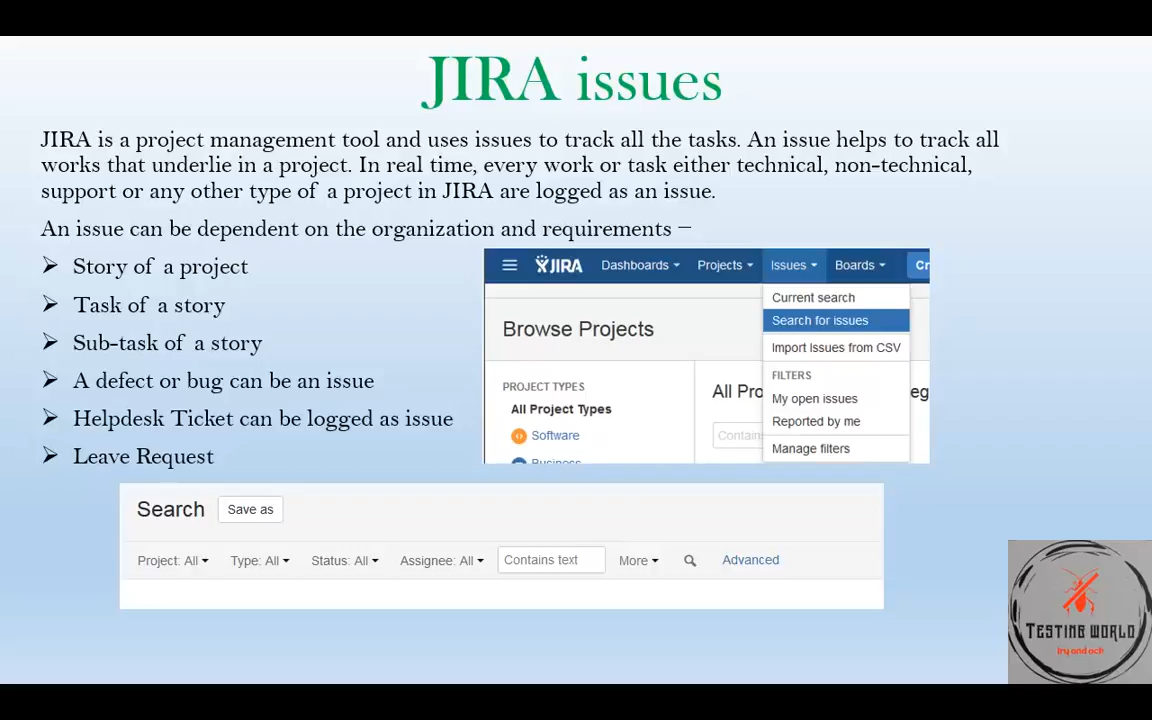 JIRA issues
JIRA is a project management tool and uses issues to track all the tasks. An issue helps to track all
works that underlie in a project. In real time, every work or task either technical, non-technical,
support or any other type of a project in JIRA are logged as an issue.
An issue can be dependent on the organization and requirements −
Story of a project
Task of a story
Sub-task of a story
A defect or bug can be an issue
Helpdesk Ticket can be logged as issue
Leave Request
JIRA Dashboards Projects Issues Boards Cr
Current search
Search for issues
Import Issues from CSV
FILTERS
My open issues
Reported by me
Manage filters
Browse Projects
PROJECT TYPES
All Project Types
Software
Business
All Pro eg
Contain
Search Save as
Project: All Type: All Status: All Assignee: All Contains text More Advanced
TESTING WORLD